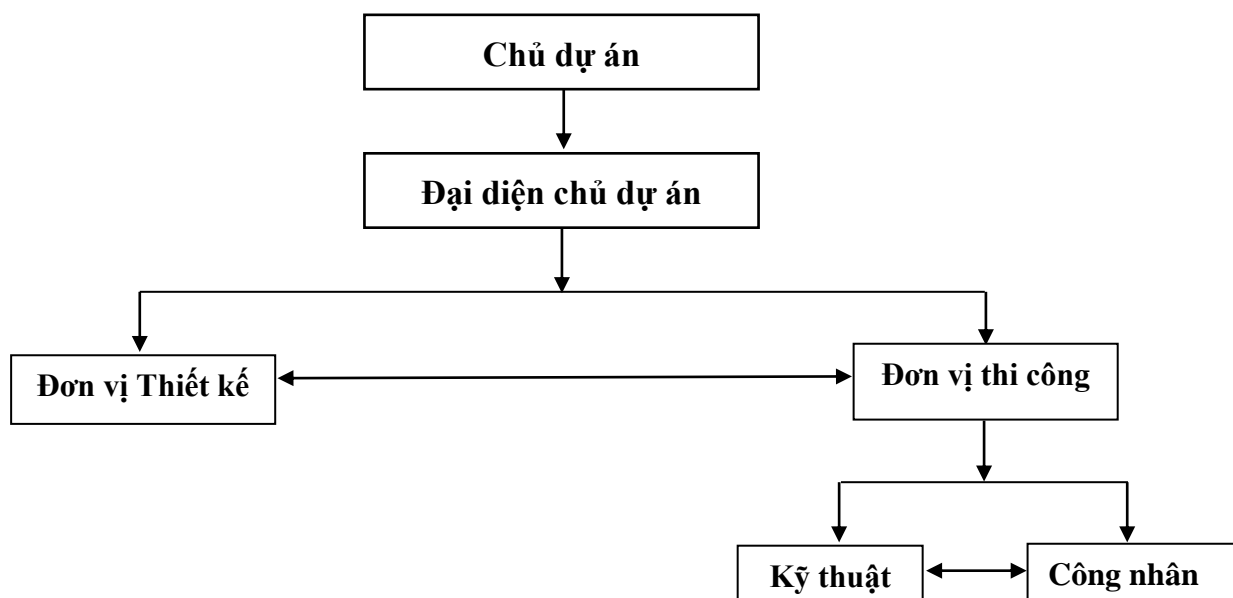 Chủ dự án
Đại diện chủ dự án
Đơn vị Thiết kế
Đơn vị thi công
Kỹ thuật
Công nhân